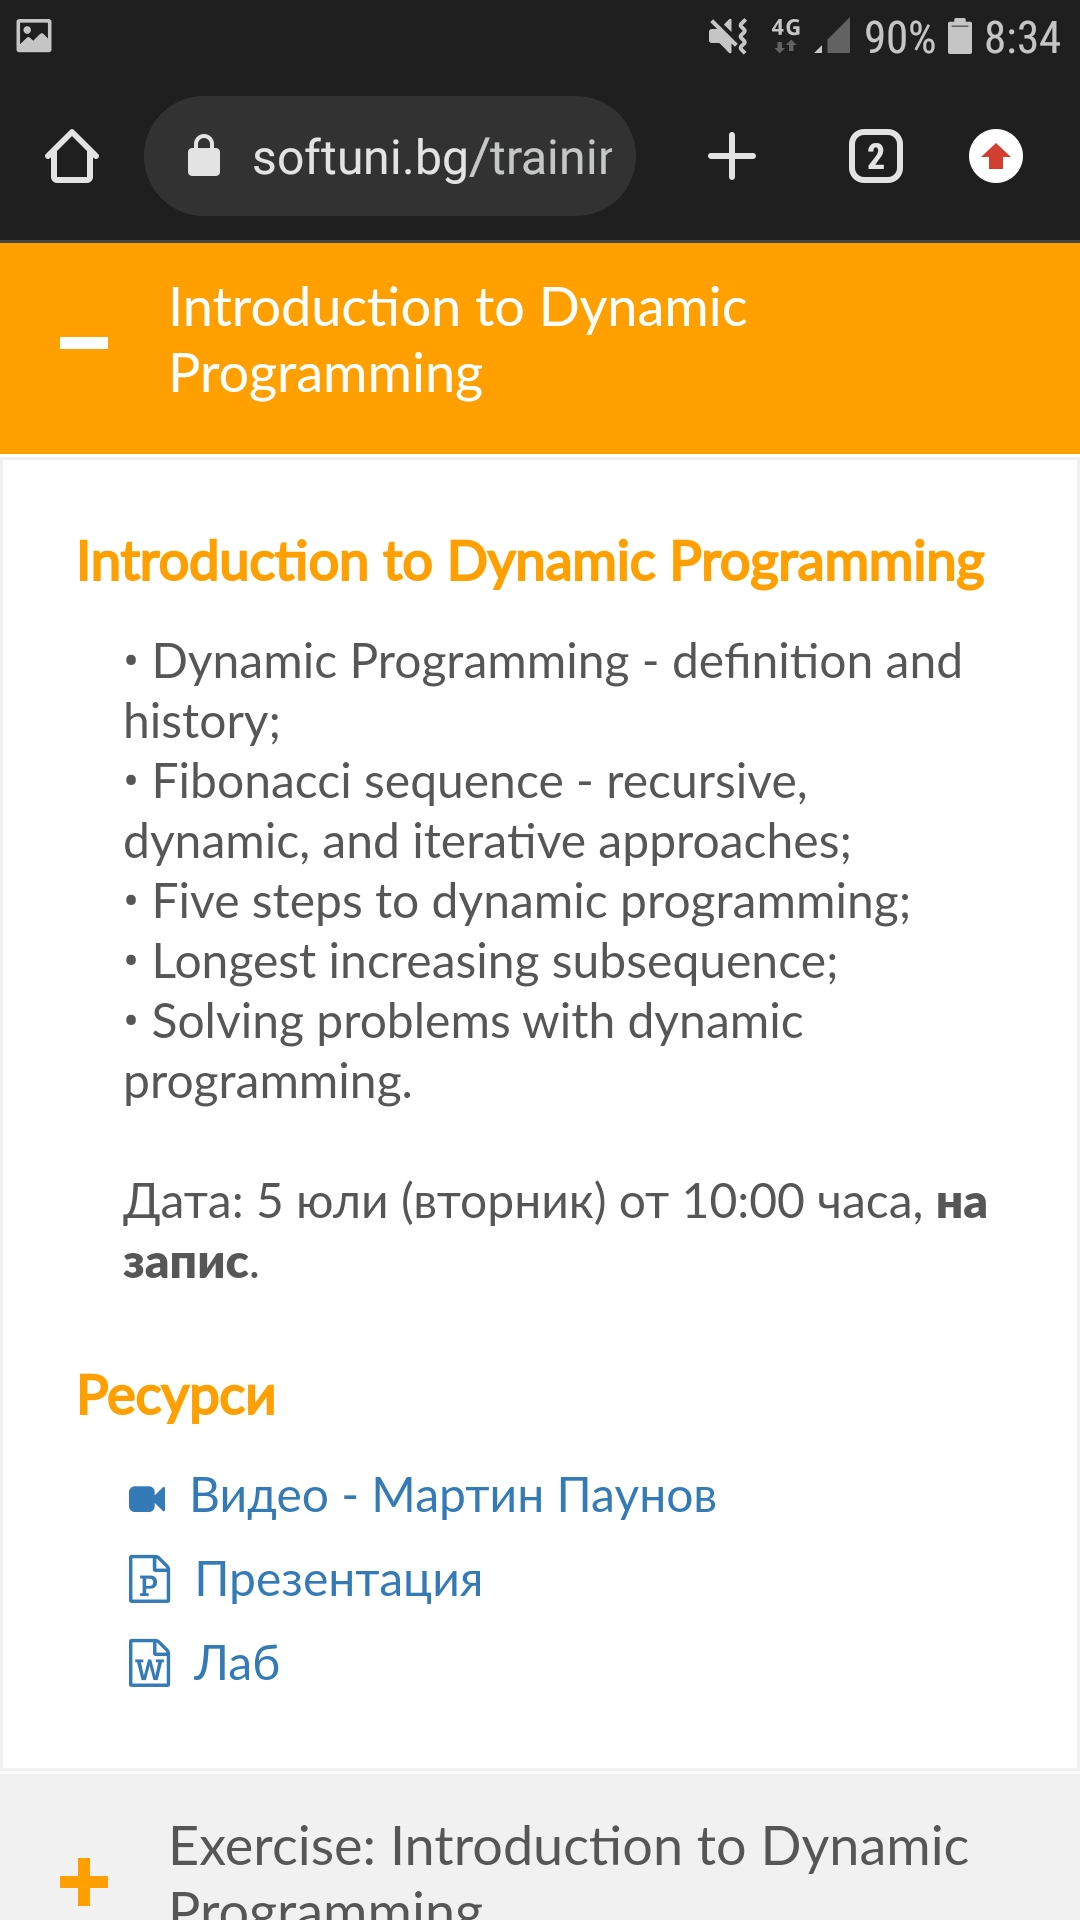 4G 90% 8:34
softuni.bg/trainir
2
Introduction to Dynamic
Programming
Introduction to Dynamic Programming
• Dynamic Programming - definition and
history;
• Fibonacci sequence - recursive,
dynamic, and iterative approaches;
• Five steps to dynamic programming;
• Longest increasing subsequence;
• Solving problems with dynamic
programming.
Дата: 5 юли (вторник) от 10:00 часа, на
запис.
Ресурси
Видео - Мартин Паунов
P Презентация
W Лаб
Exercise: Introduction to Dynamic
Programming